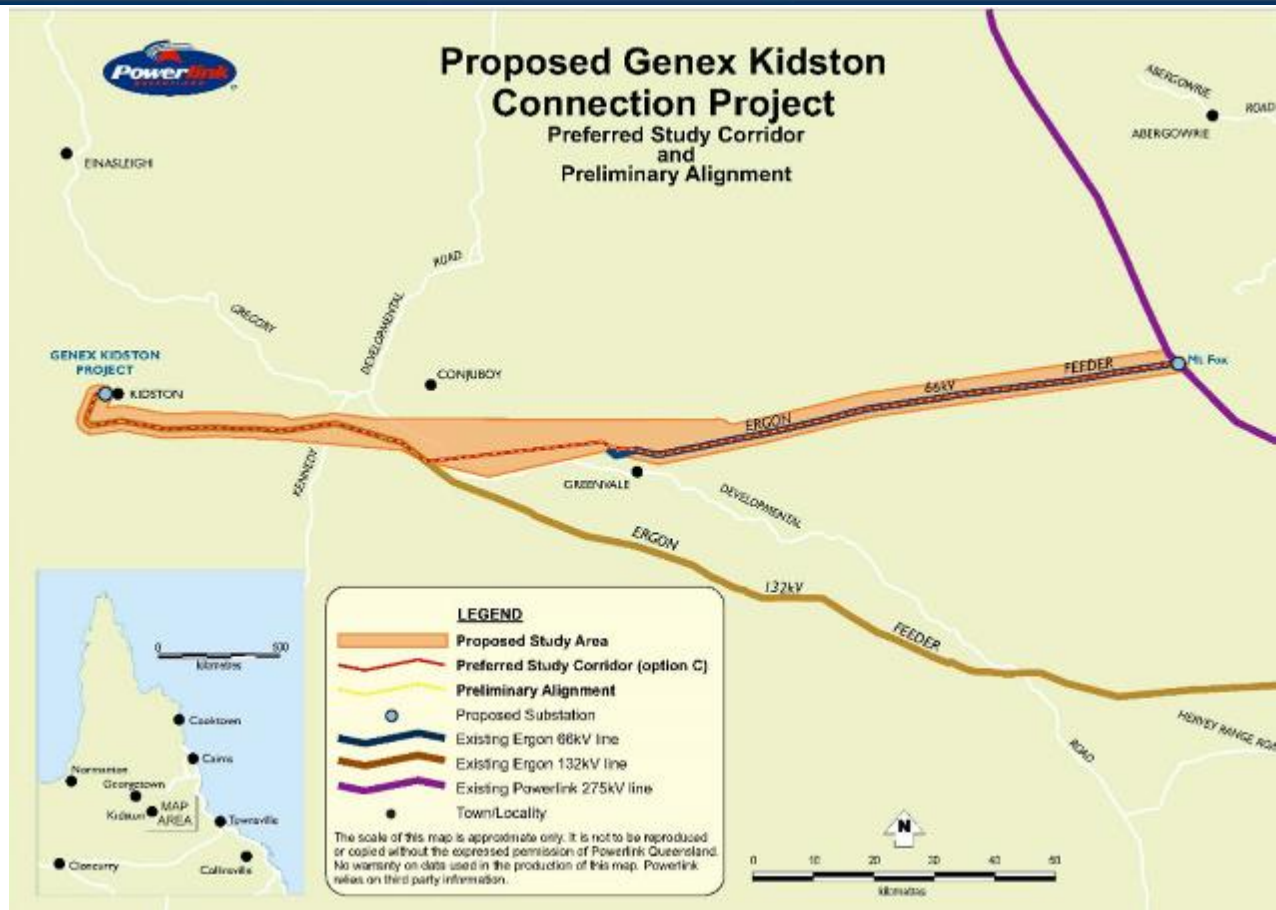 Powerlink
QUEENSLAND
Proposed Genex Kidston
Connection Project
Preferred Study Corridor
and
Preliminary Alignment
ABERGOWRIE
ROAD
ABERGOWRIE
EINASLEIGH
ROAD
DEVELOPMENTAL
GREGORY
GENEX KIDSTON
PROJECT
KIDSTON
CONJUBOY
Mt Fox
FEEDER
66kV
ERGON
KENNEDY
GREENVALE
DEVELOPMENTAL
ERGON
132kV
FEEDER
ROAD
HERVEY RANGE ROAD
0 500
kilometres
Cooktown
Cairns
Normanton
Georgetown
Kidston
MAP
AREA
Townsville
Cloncurry
Collinsville
LEGEND
Proposed Study Area
Preferred Study Corridor (option C)
Preliminary Alignment
Proposed Substation
Existing Ergon 66kV line
Existing Ergon 132kV line
Existing Powerlink 275kV line
Town/Locality
The scale of this map is approximate only. It is not to be reproduced
or copied without the expressed permission of Powerlink Queensland.
No warranty on data used in the production of this map. Powerlink
relies on third party information.
N
0 10 20 30 40 50
kilometres